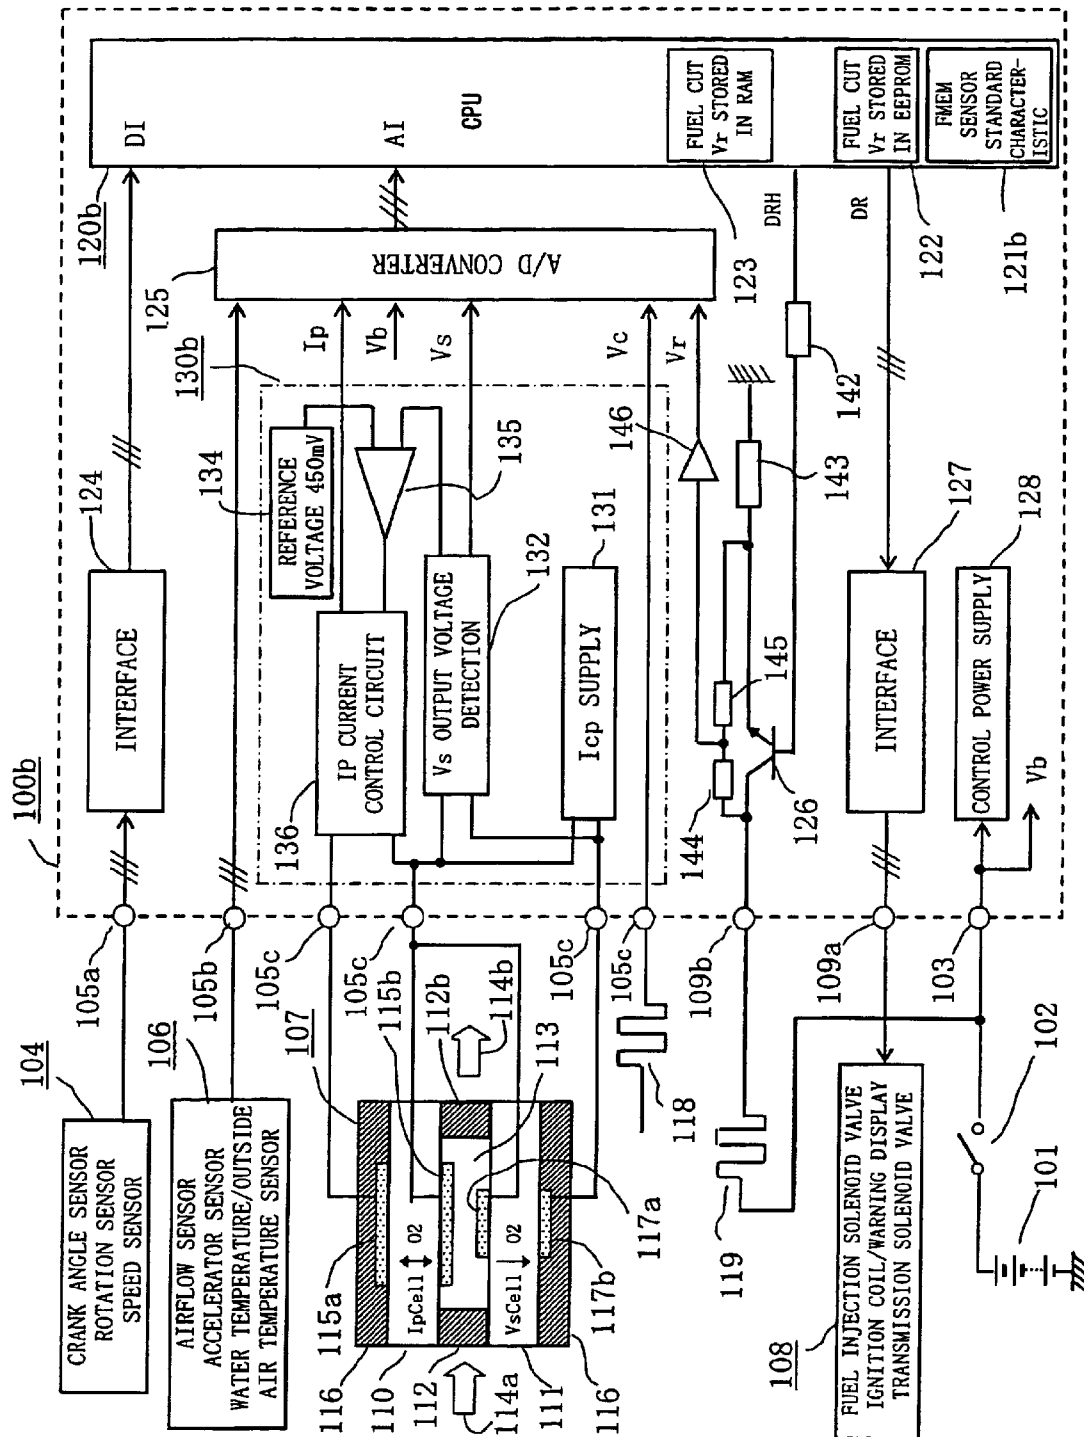 100b
104
CRANK ANGLE SENSOR
ROTATION SENSOR
SPEED SENSOR
105a
124
INTERFACE
DI
120b
CPU
106
AIRFLOW SENSOR
ACCELERATOR SENSOR
WATER TEMPERATURE/OUTSIDE
AIR TEMPERATURE SENSOR
105b
125
A/D CONVERTER
AI
134
REFERENCE
VOLTAGE 450mV
130b
Ip
Vb
Vs
Vc
Vr
136
IP CURRENT
CONTROL CIRCUIT
135
Vs OUTPUT VOLTAGE
DETECTION
132
Icp SUPPLY
131
105c
105c
105c
105c
107
115b
112b
114b
113
115a
116
110
112
114a
111
116
IpCell
O2
VsCell
O2
117a
117b
118
119
109b
144
145
126
146
143
142
DRH
DR
FUEL CUT
Vr STORED
IN RAM
123
FUEL CUT
Vr STORED
IN EEPROM
122
FMEM
SENSOR
STANDARD
CHARACTER-
ISTIC
121b
127
INTERFACE
109a
108
FUEL INJECTION SOLENOID VALVE
IGNITION COIL/WARNING DISPLAY
TRANSMISSION SOLENOID VALVE
128
CONTROL POWER SUPPLY
Vb
103
102
101